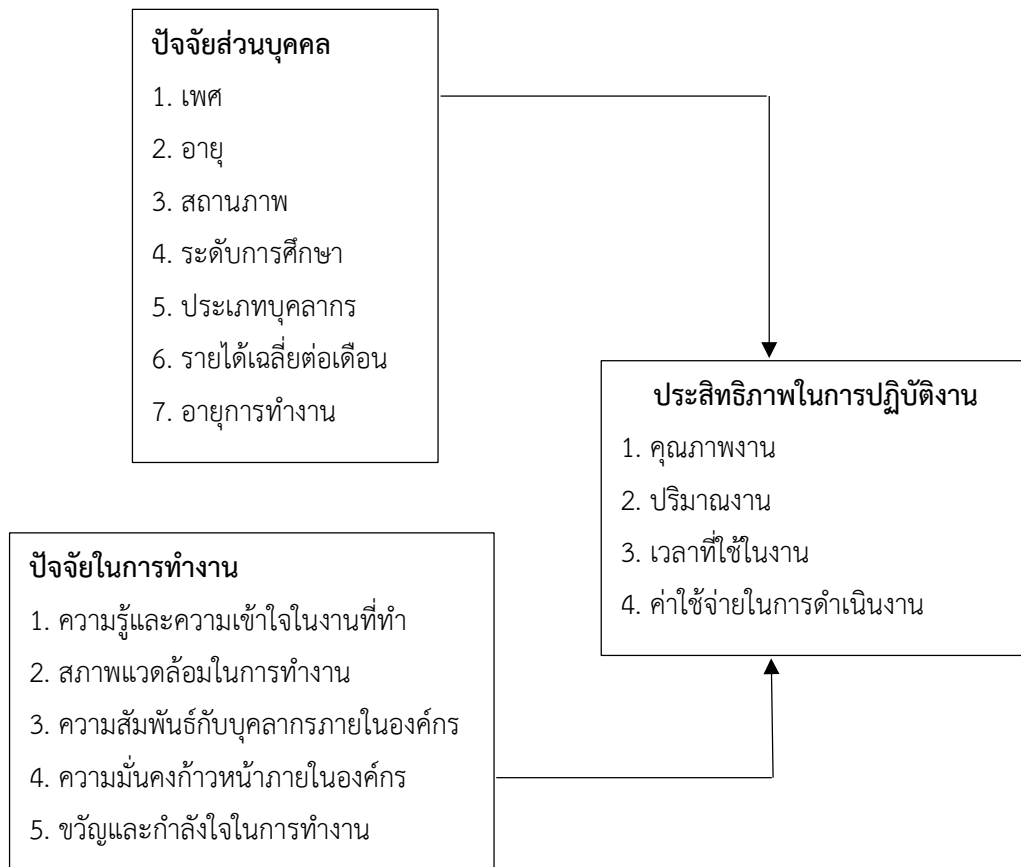 ปัจจัยส่วนบุคคล
1. เพศ
2. อายุ
3. สถานภาพ
4. ระดับการศึกษา
5. ประเภทบุคลากร
6. รายได้เฉลี่ยต่อเดือน
7. อายุการทำงาน
ประสิทธิภาพในการปฏิบัติงาน
1. คุณภาพงาน
2. ปริมาณงาน
3. เวลาที่ใช้ในงาน
4. ค่าใช้จ่ายในการดำเนินงาน
ปัจจัยในการทำงาน
1. ความรู้และความเข้าใจในงานที่ทำ
2. สภาพแวดล้อมในการทำงาน
3. ความสัมพันธ์กับบุคลากรภายในองค์กร
4. ความมั่นคงก้าวหน้าภายในองค์กร
5. ขวัญและกำลังใจในการทำงาน